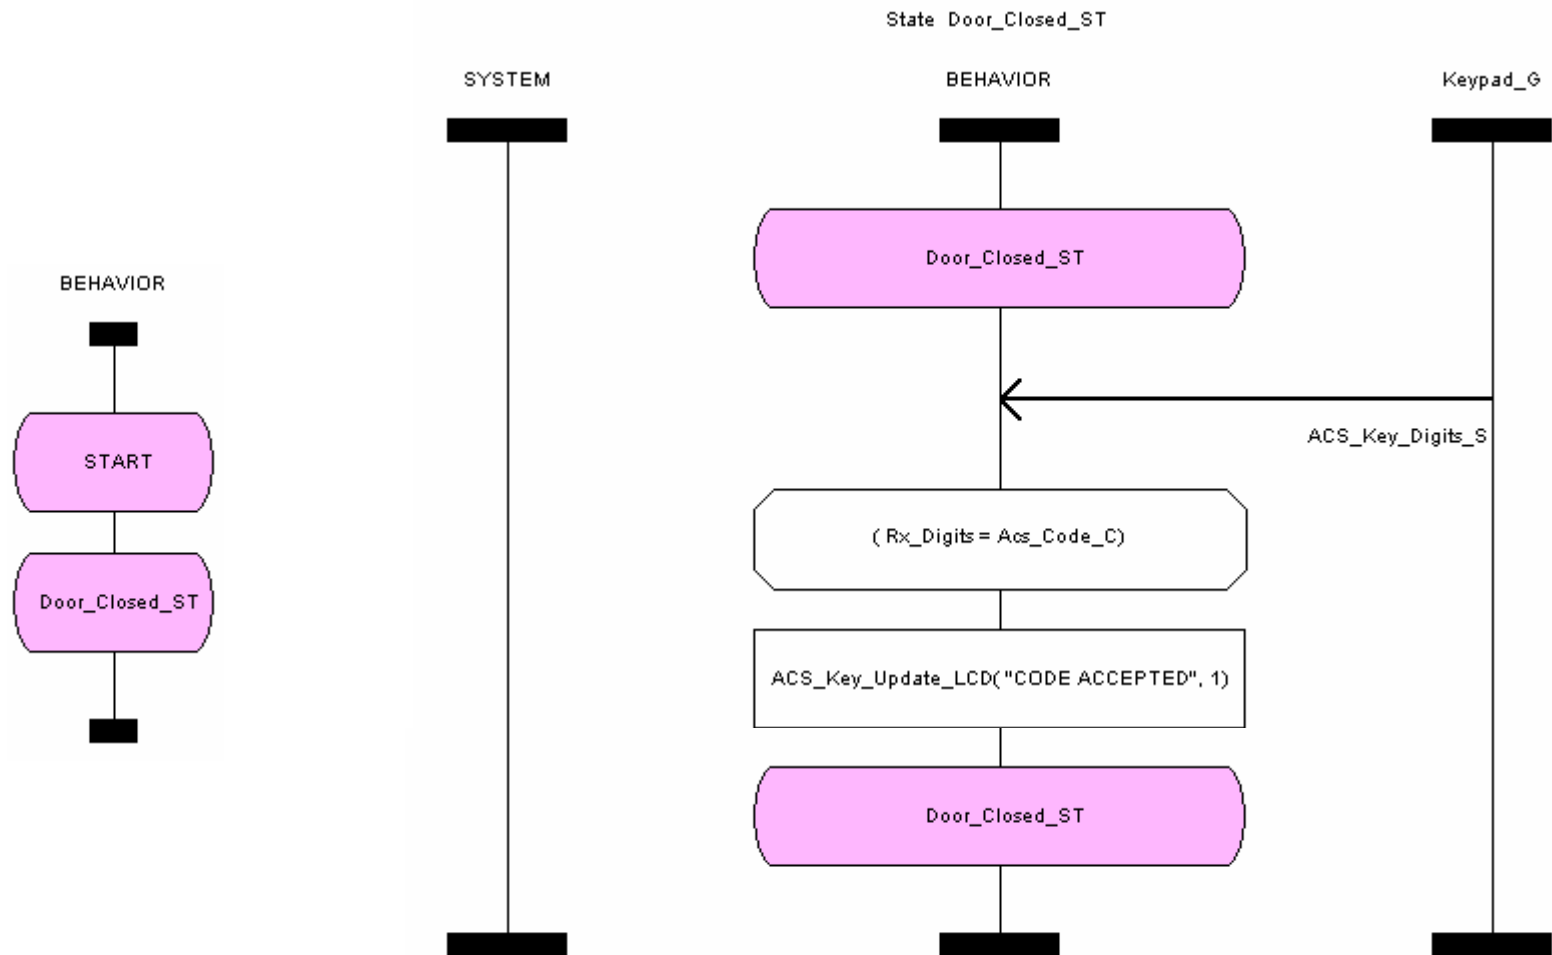 State Door_Closed_ST
SYSTEM
BEHAVIOR
Keypad_G
Door_Closed_ST
BEHAVIOR
ACS_Key_Digits_S
START
( Rx_Digits = Acs_Code_C)
Door_Closed_ST
ACS_Key_Update_LCD( "CODE ACCEPTED", 1)
Door_Closed_ST